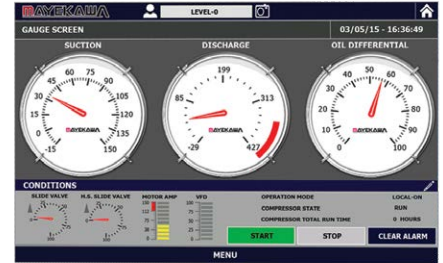 MAYEKAWA
LEVEL-0
GAUGE SCREEN
03/05/15 - 16:36:49
SUCTION
DISCHARGE
OIL DIFFERENTIAL
45 60 75 90
30 105
15 120
0 135
-15 150
MAYEKAWA
199
85 313
-29 427
MAYEKAWA
40 50 60
30 70
20 80
10 90
0 100
MAYEKAWA
CONDITIONS
SLIDE VALVE
H.S. SLIDE VALVE
MOTOR AMP
VFD
OPERATION MODE LOCAL-ON
COMPRESSOR STATE RUN
COMPRESSOR TOTAL RUN TIME 0 HOURS
START
STOP
CLEAR ALARM
MENU